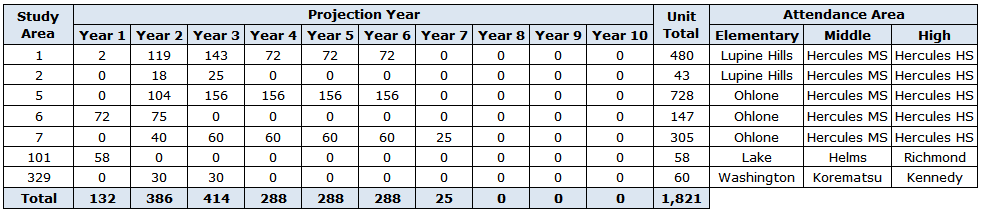 Study Area Projection Year Unit Total Attendance Area
Year 1 Year 2 Year 3 Year 4 Year 5 Year 6 Year 7 Year 8 Year 9 Year 10 Elementary Middle High
1 2 119 143 72 72 72 0 0 0 0 480 Lupine Hills Hercules MS Hercules HS
2 0 18 25 0 0 0 0 0 0 0 43 Lupine Hills Hercules MS Hercules HS
5 0 104 156 156 156 156 0 0 0 0 728 Ohlone Hercules MS Hercules HS
6 72 75 0 0 0 0 0 0 0 0 147 Ohlone Hercules MS Hercules HS
7 0 40 60 60 60 60 25 0 0 0 305 Ohlone Hercules MS Hercules HS
101 58 0 0 0 0 0 0 0 0 0 58 Lake Helms Richmond
329 0 30 30 0 0 0 0 0 0 0 60 Washington Korematsu Kennedy
Total 132 386 414 288 288 288 25 0 0 0 1,821